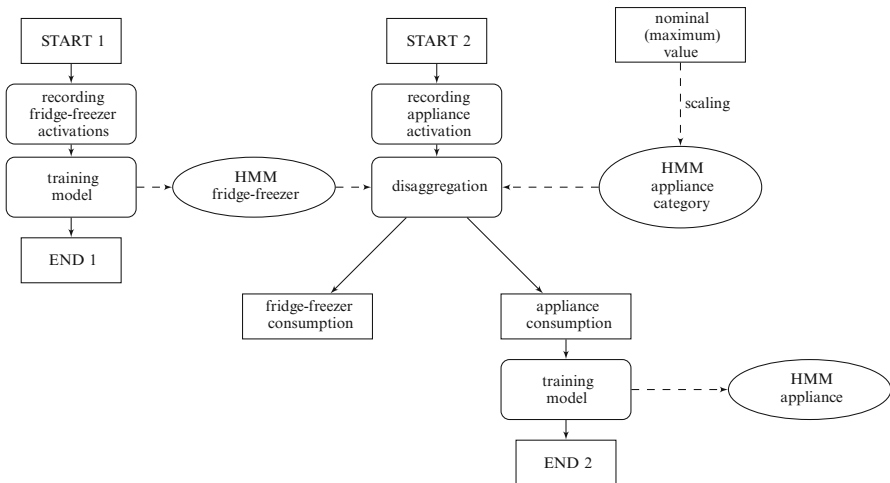 START 1
START 2
nominal
(maximum)
value
recording
fridge-freezer
activations
recording
appliance
activation
scaling
training
model
HMM
fridge-freezer
disaggregation
HMM
appliance
category
END 1
fridge-freezer
consumption
appliance
consumption
training
model
HMM
appliance
END 2